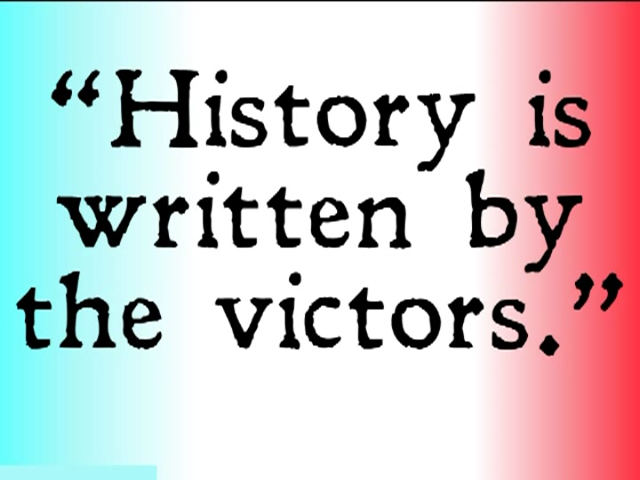 “History is
written by
the victors.”